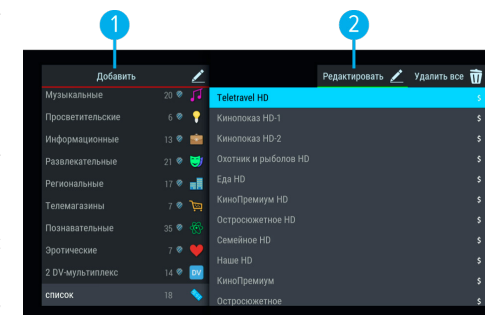 1 2
Добавить Редактировать Удалить все
Музыкальные 20 Teletravel HD $
Просветительские 6 Кинопоказ HD-1 $
Информационные 13 Кинопоказ HD-2 $
Развлекательные 21 Охотник и рыболов HD $
Региональные 17 Еда HD $
Телемагазины 7 КиноПремиум HD $
Познавательные 35 Остросюжетное HD $
Эротические 7 Семейное HD $
2 DV-мультиплекс 14 DV Наше HD $
список 18 КиноПремиум $
Остросюжетное $